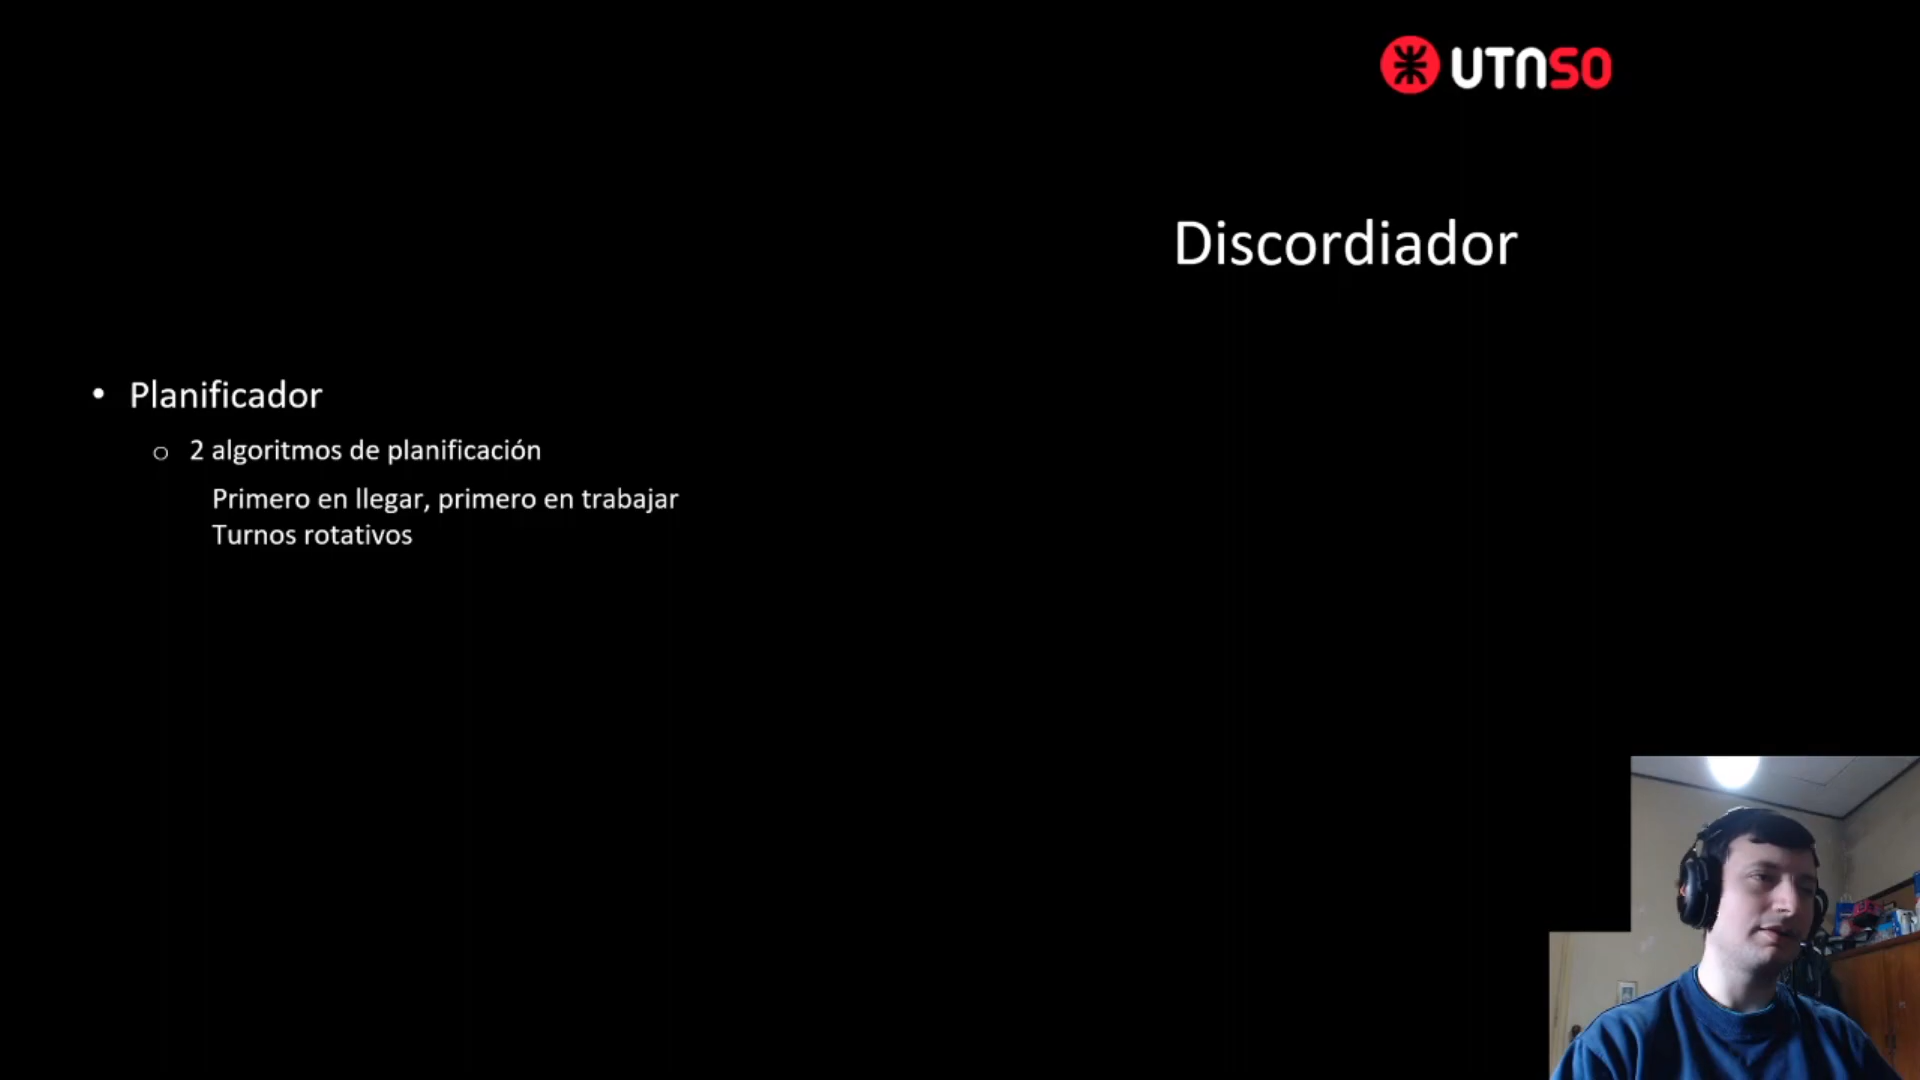 UTNSO
Discordiador
• Planificador
o 2 algoritmos de planificación
Primero en llegar, primero en trabajar
Turnos rotativos